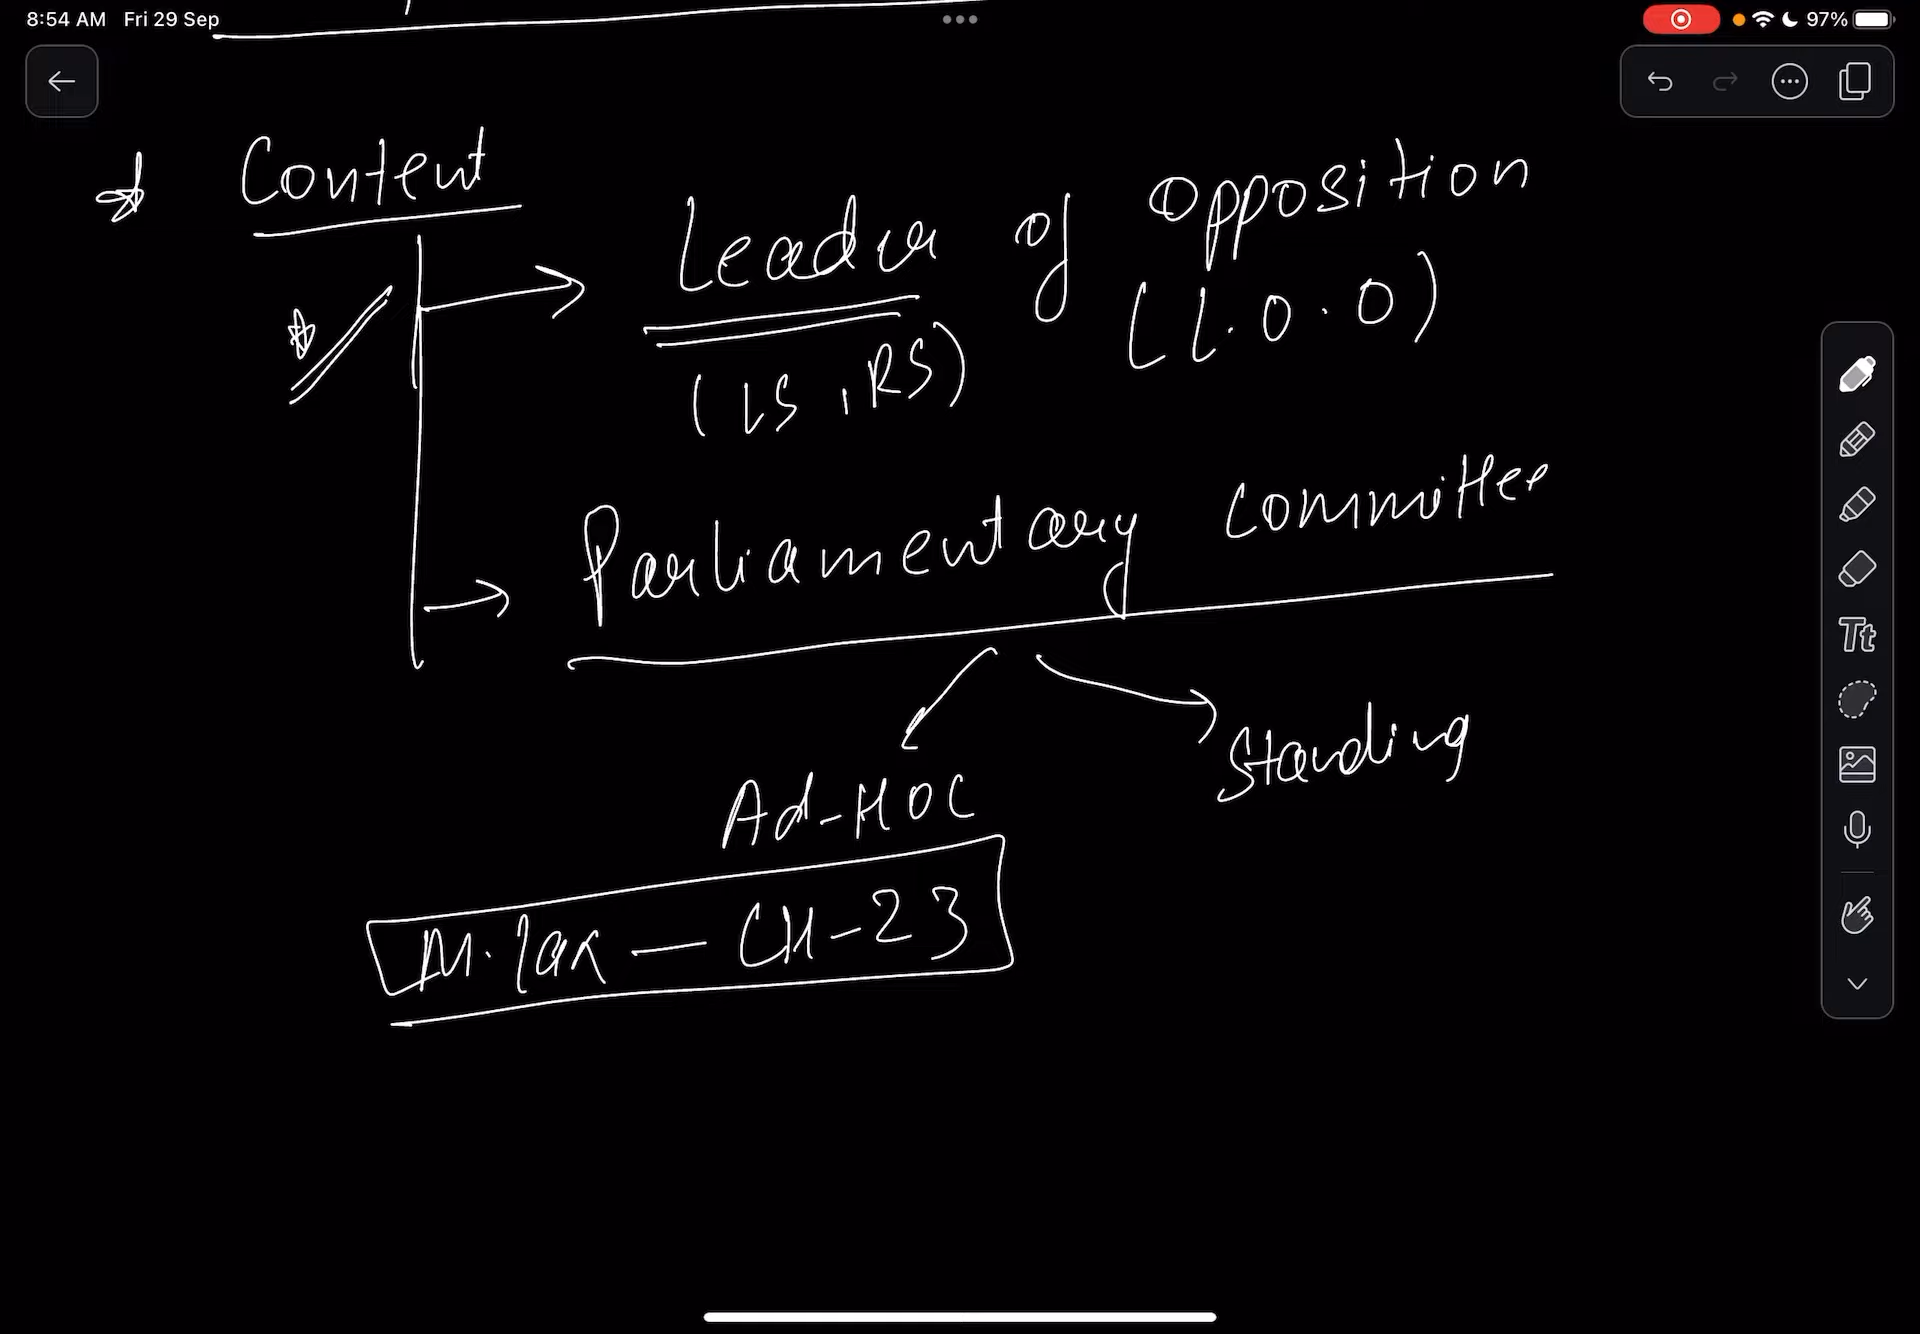 8:54 AM Fri 29 Sep
97%
Content
Leader of opposition
(L.O.O)
(LS, RS)
Parliamentary committee
Ad-HOC
Standing
M. lax — CH-23
Tt